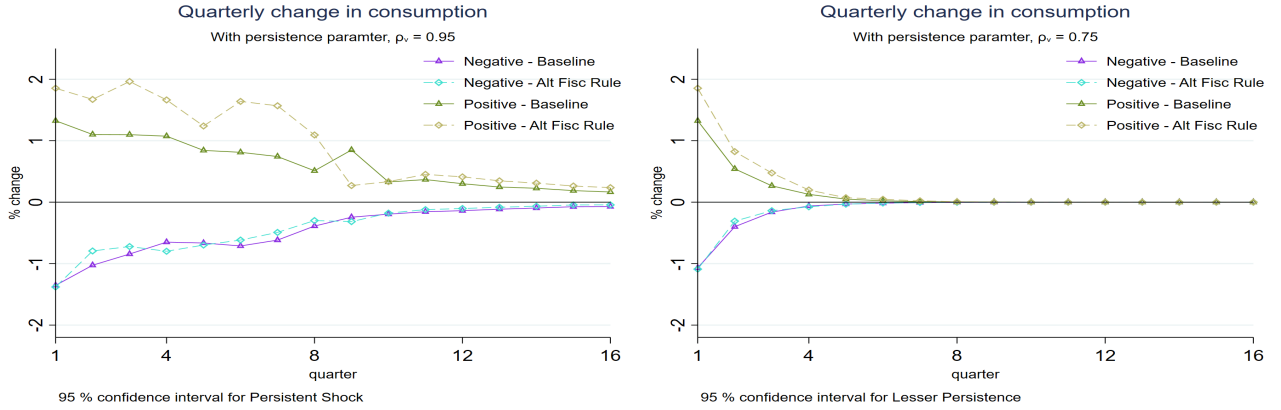 Quarterly change in consumption
With persistence paramter, ρᵥ = 0.95
Negative - Baseline
Negative - Alt Fisc Rule
Positive - Baseline
Positive - Alt Fisc Rule
% change
2
1
0
-1
-2
1
4
8
12
16
quarter
95 % confidence interval for Persistent Shock
Quarterly change in consumption
With persistence paramter, ρᵥ = 0.75
Negative - Baseline
Negative - Alt Fisc Rule
Positive - Baseline
Positive - Alt Fisc Rule
% change
2
1
0
-1
-2
1
4
8
12
16
quarter
95 % confidence interval for Lesser Persistence